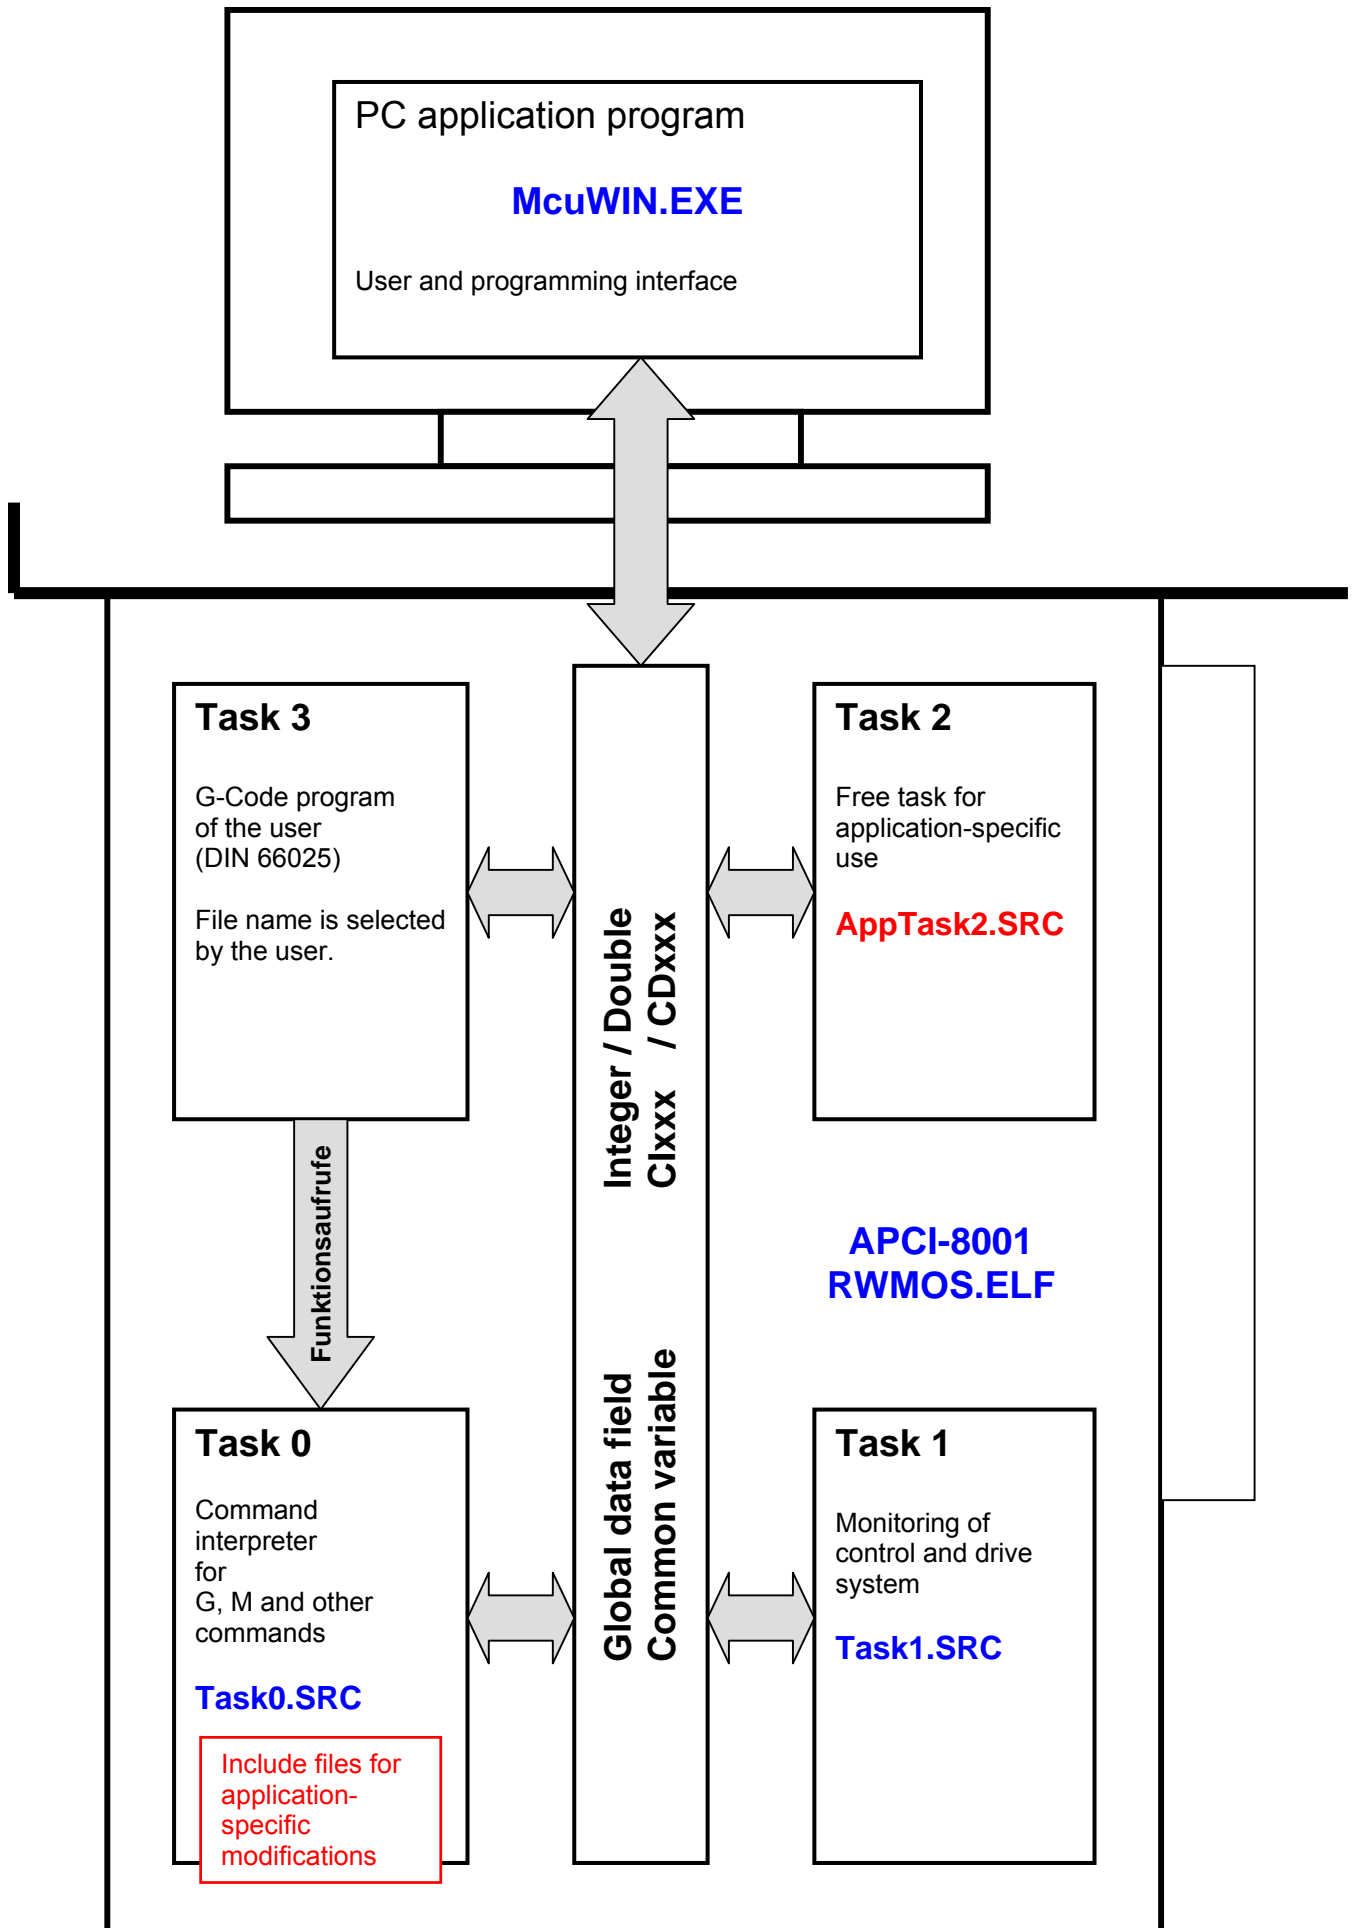 PC application program
McuWIN.EXE
User and programming interface
Task 3
G-Code program
of the user
(DIN 66025)
File name is selected
by the user.
Task 2
Free task for
application-specific
use
AppTask2.SRC
Integer / Double
CIxxx / CDxxx
Funktionsaufrufe
APCI-8001
RWMOS.ELF
Global data field
Common variable
Task 0
Command
interpreter
for
G, M and other
commands
Task0.SRC
Include files for
application-
specific
modifications
Task 1
Monitoring of
control and drive
system
Task1.SRC